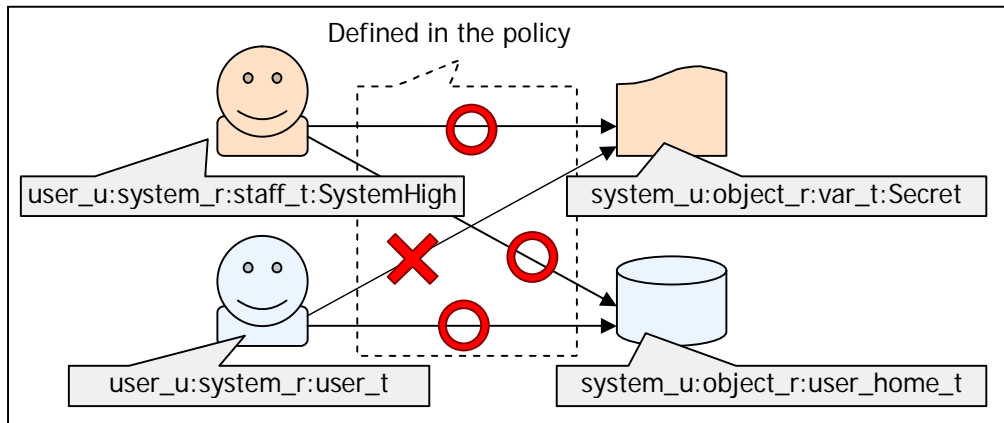 Defined in the policy
user_u:system_r:staff_t:SystemHigh
system_u:object_r:var_t:Secret
user_u:system_r:user_t
system_u:object_r:user_home_t